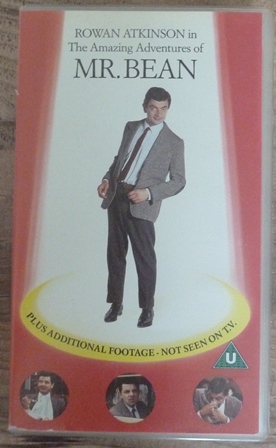 ROWAN ATKINSON in
The Amazing Adventures of
MR. BEAN
PLUS ADDITIONAL FOOTAGE · NOT SEEN ON T.V.
U